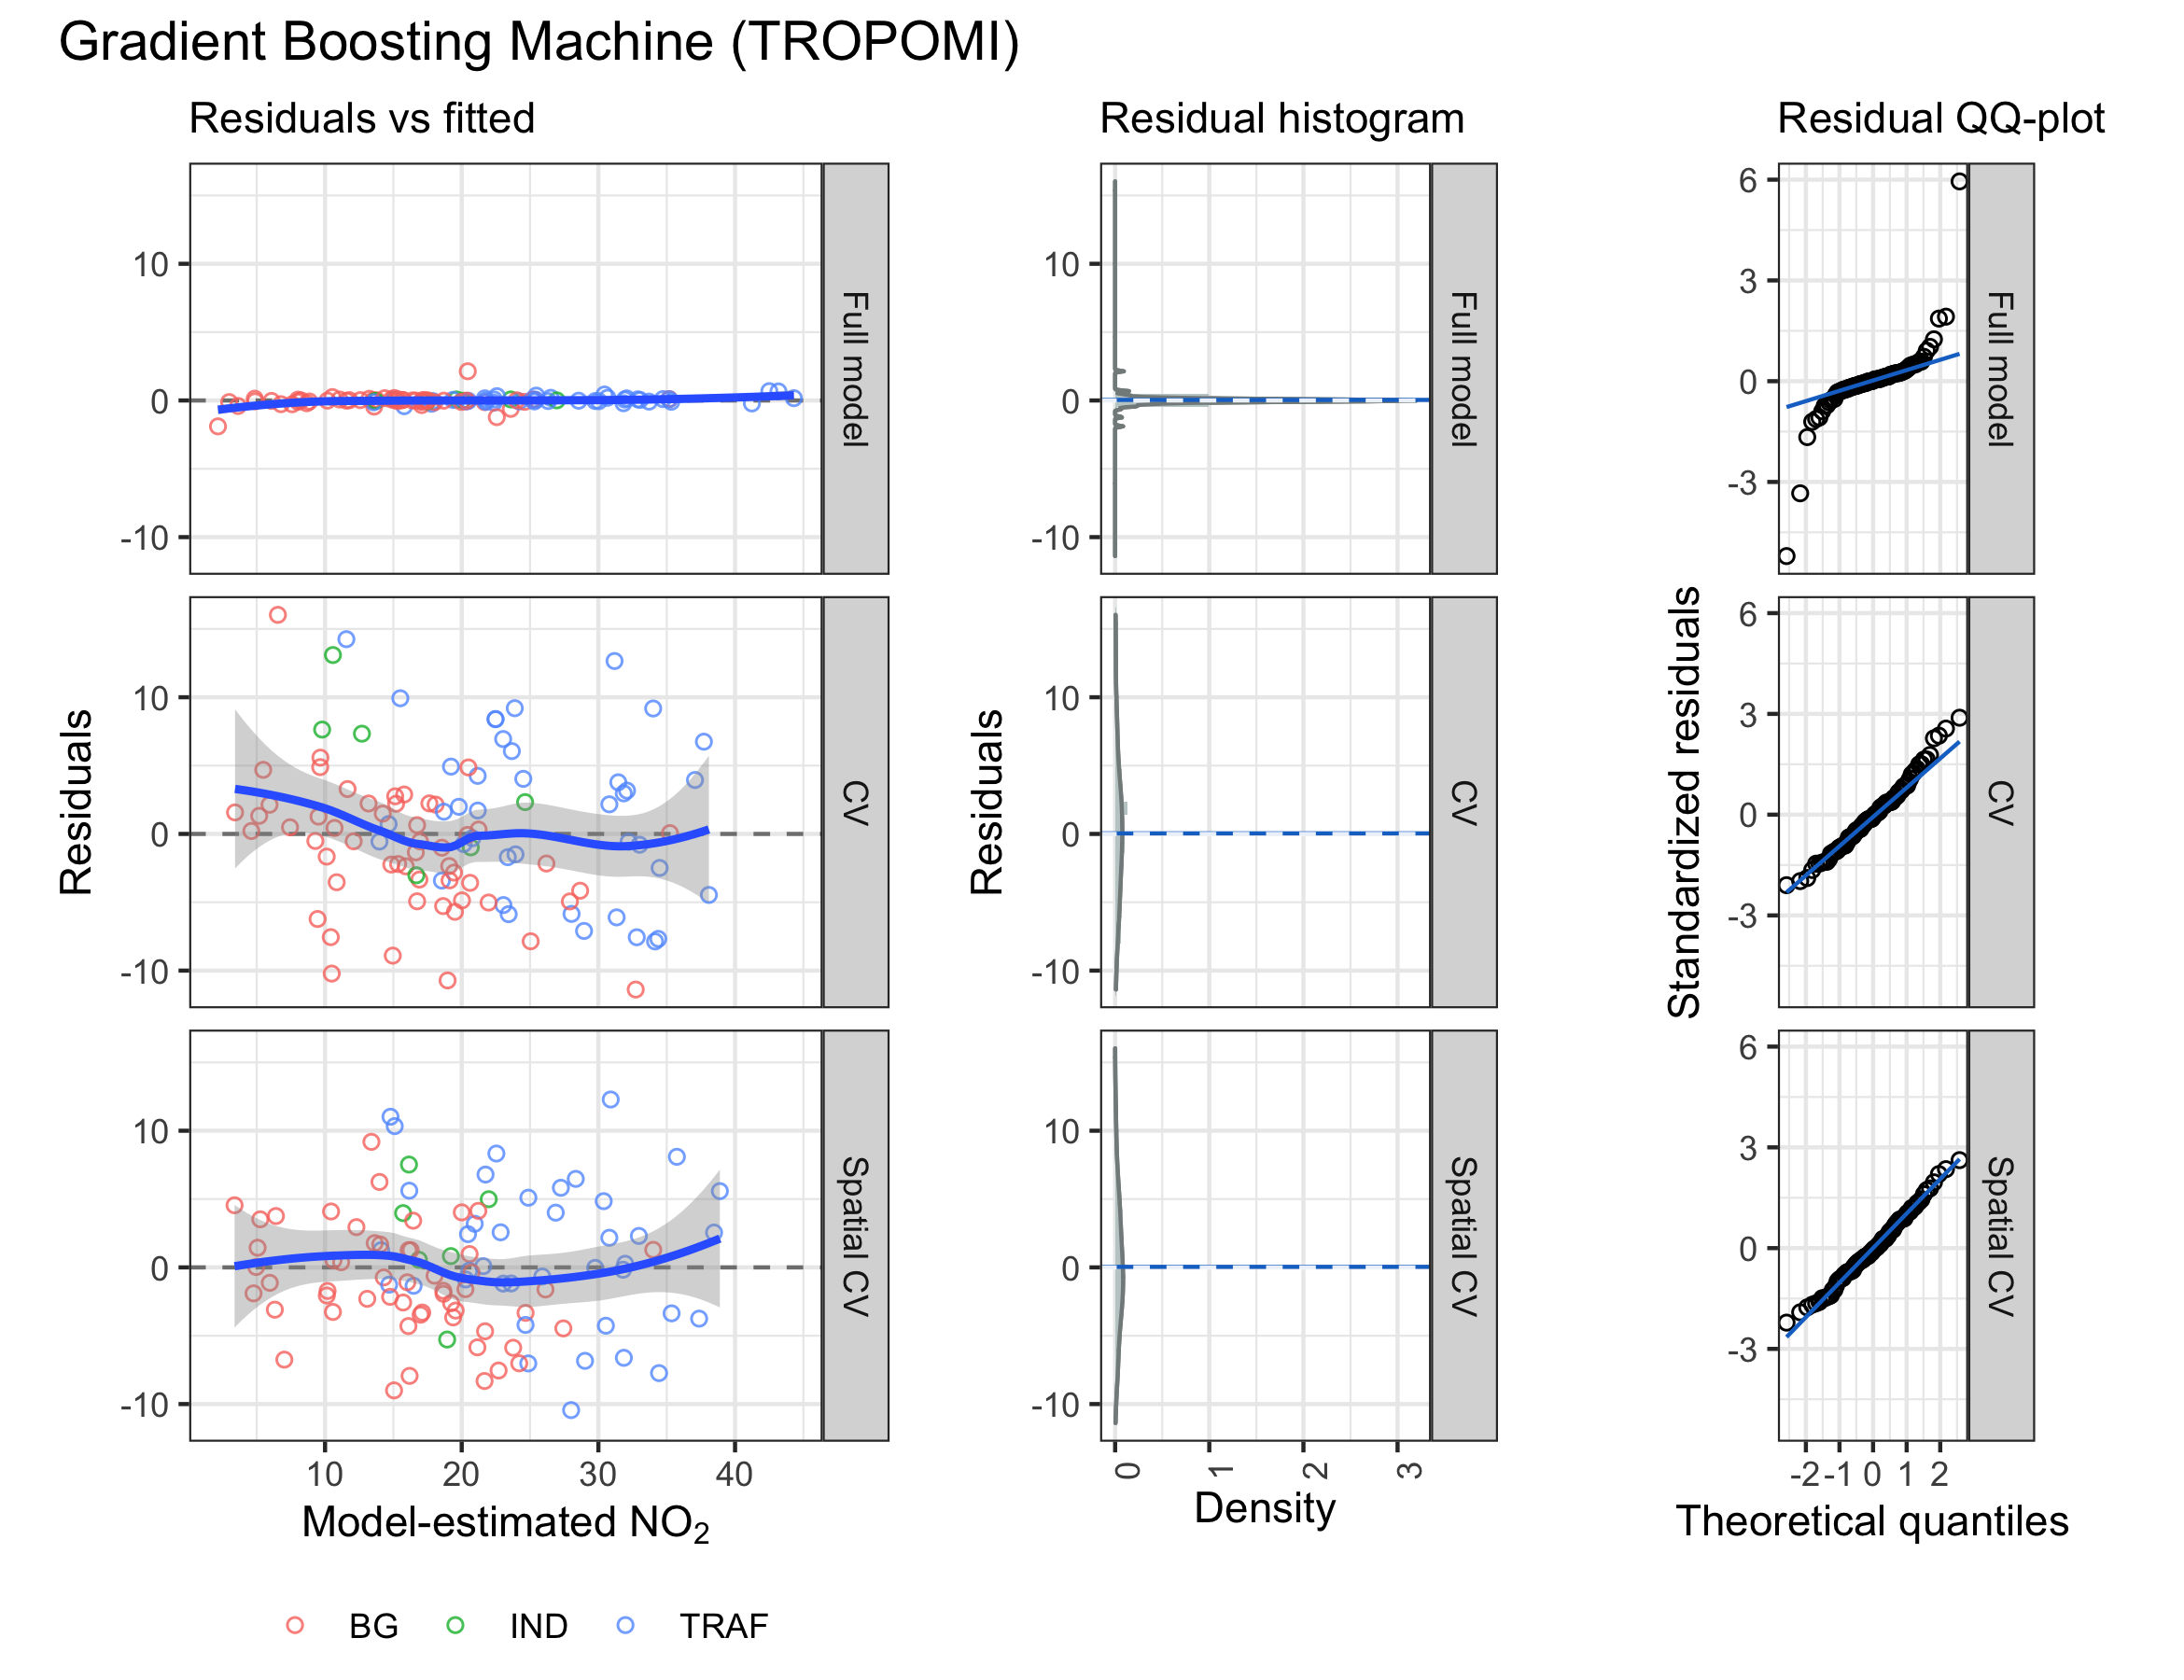 Gradient Boosting Machine (TROPOMI)
Residuals vs fitted
Residual histogram
Residual QQ-plot
10
0
-10
Full model
10
0
-10
Full model
6
3
0
-3
Full model
Residuals
10
0
-10
CV
Residuals
10
0
-10
CV
Standardized residuals
6
3
0
-3
CV
10
0
-10
Spatial CV
10
0
-10
Spatial CV
6
3
0
-3
Spatial CV
10 20 30 40
0 1 2 3
-2 -1 0 1 2
Model-estimated NO₂
Density
Theoretical quantiles
BG IND TRAF